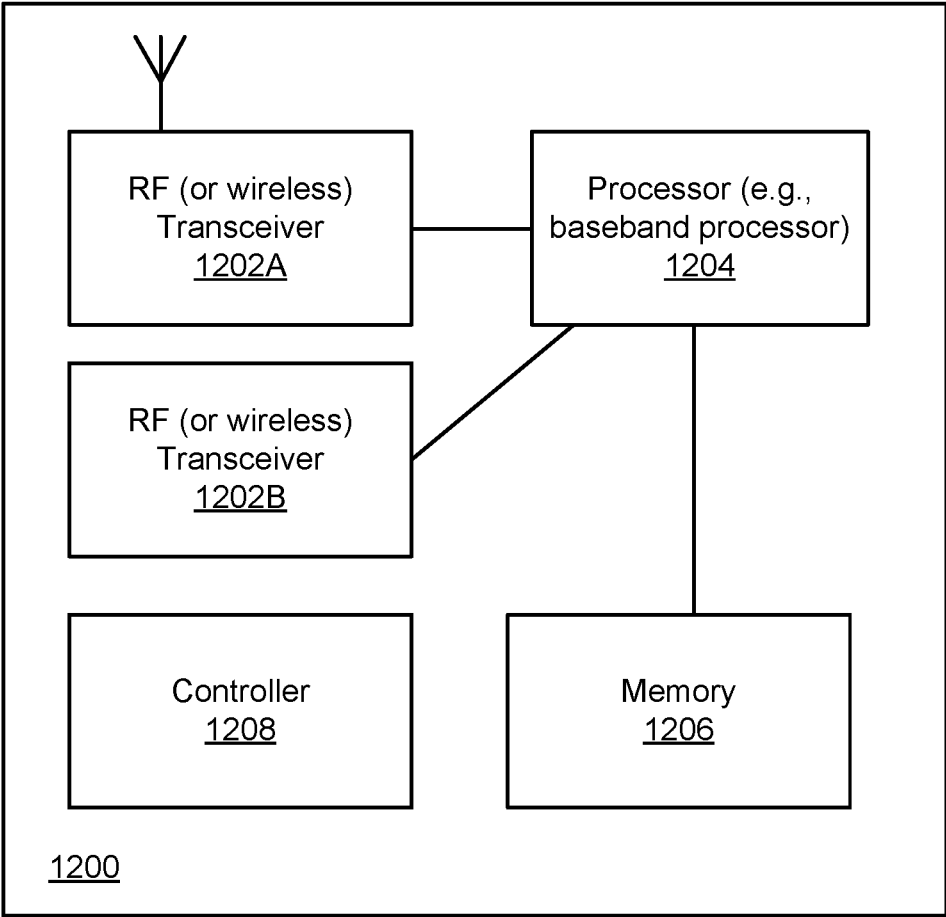 RF (or wireless)
Transceiver
1202A
Processor (e.g.,
baseband processor)
1204
RF (or wireless)
Transceiver
1202B
Controller
1208
Memory
1206
1200